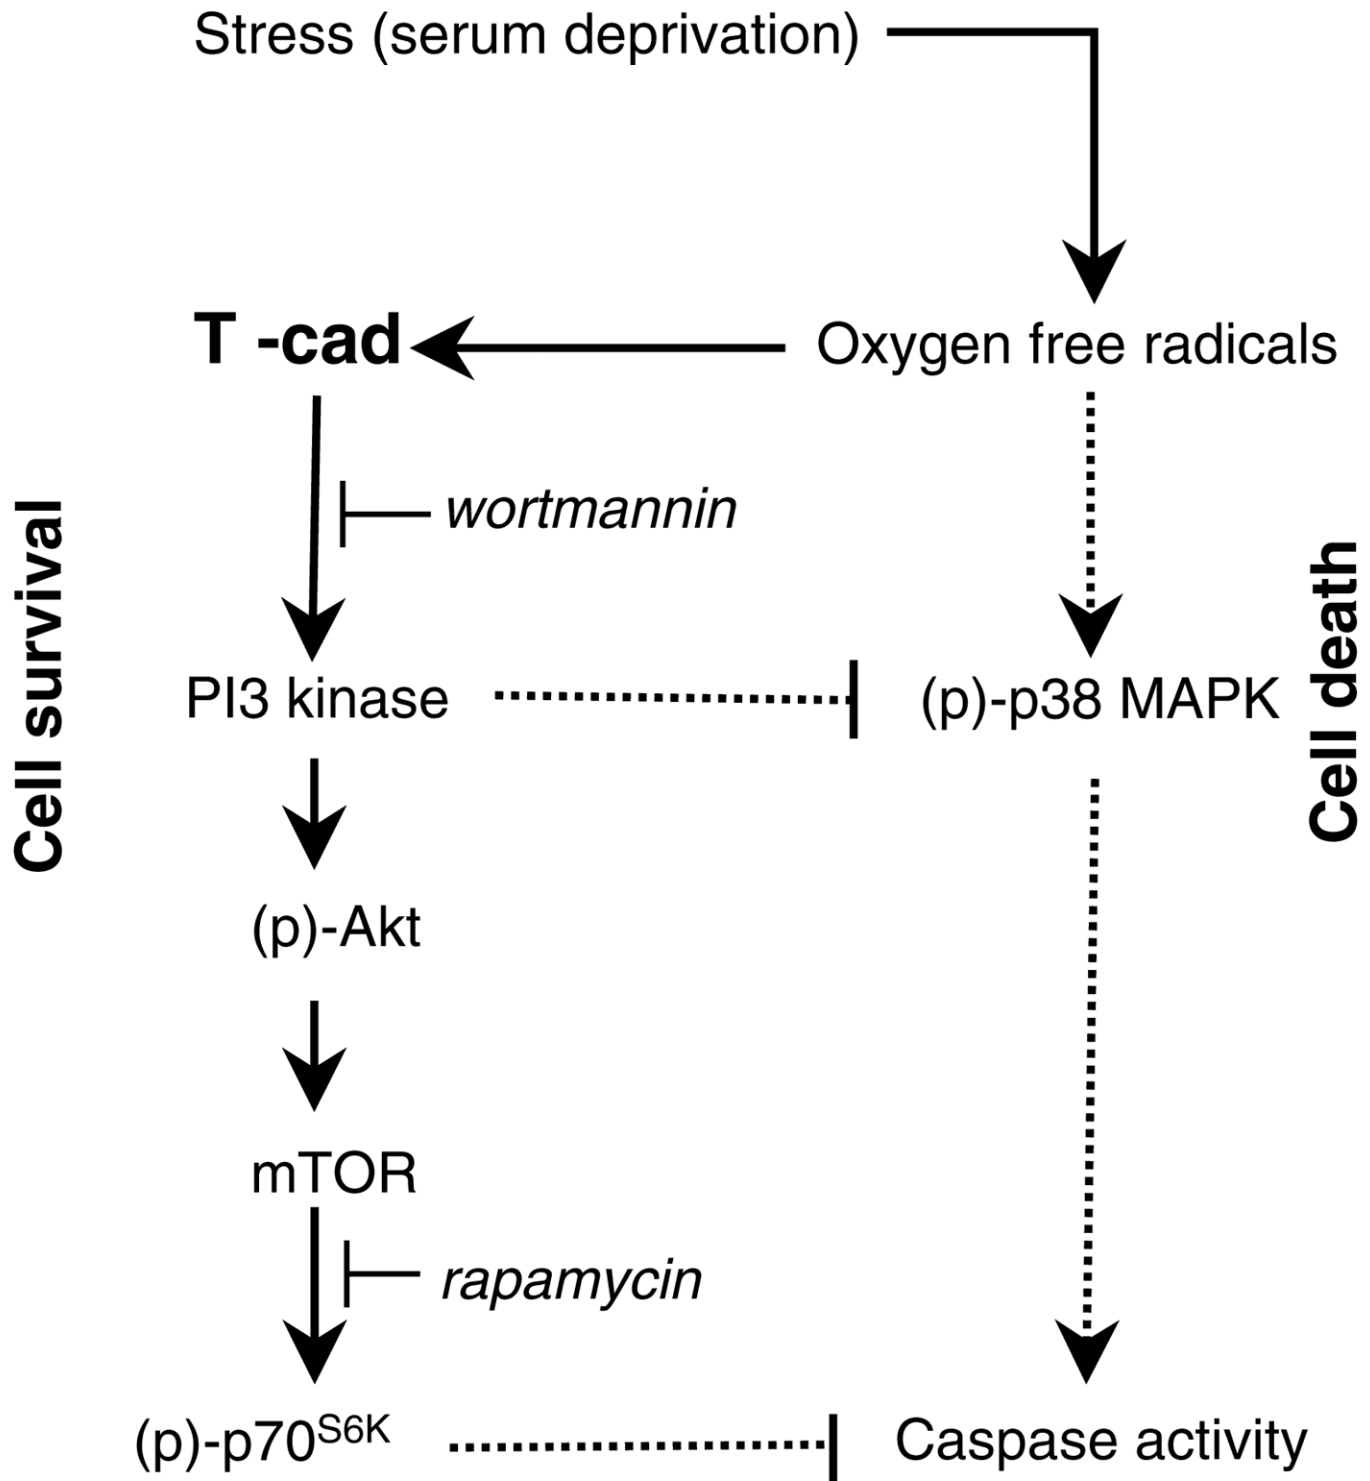 Stress (serum deprivation)
T -cad
Oxygen free radicals
wortmannin
Cell survival
Cell death
PI3 kinase
(p)-p38 MAPK
(p)-Akt
mTOR
rapamycin
(p)-p70S6K
Caspase activity